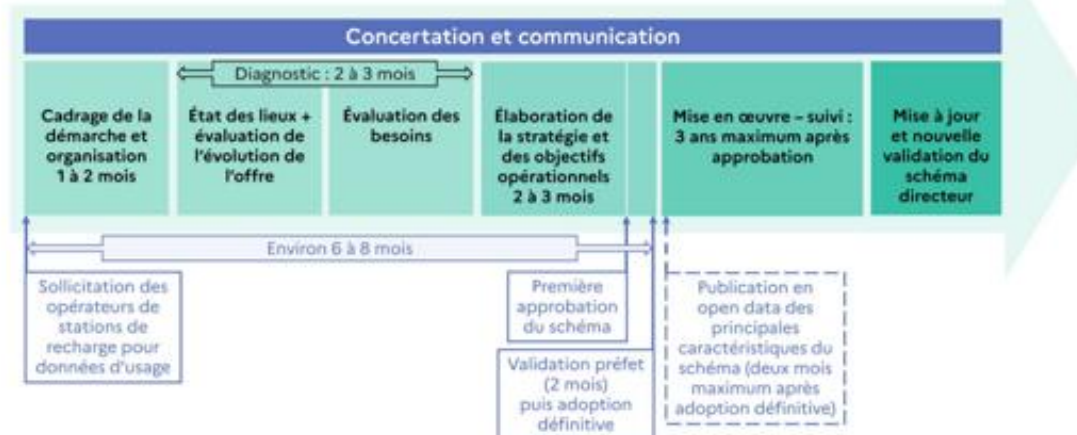 Concertation et communication
Diagnostic : 2 à 3 mois
Cadrage de la
démarche et
organisation
1 à 2 mois
État des lieux +
évaluation de
l'évolution de
l'offre
Évaluation des
besoins
Élaboration de
la stratégie et
des objectifs
opérationnels
2 à 3 mois
Mise en œuvre – suivi :
3 ans maximum après
approbation
Mise à jour
et nouvelle
validation du
schéma
directeur
Environ 6 à 8 mois
Sollicitation des
opérateurs de
stations de
recharge pour
données d'usage
Première
approbation
du schéma
Validation préfet
(2 mois)
puis adoption
définitive
Publication en
open data des
principales
caractéristiques du
schéma (deux mois
maximum après
adoption définitive)